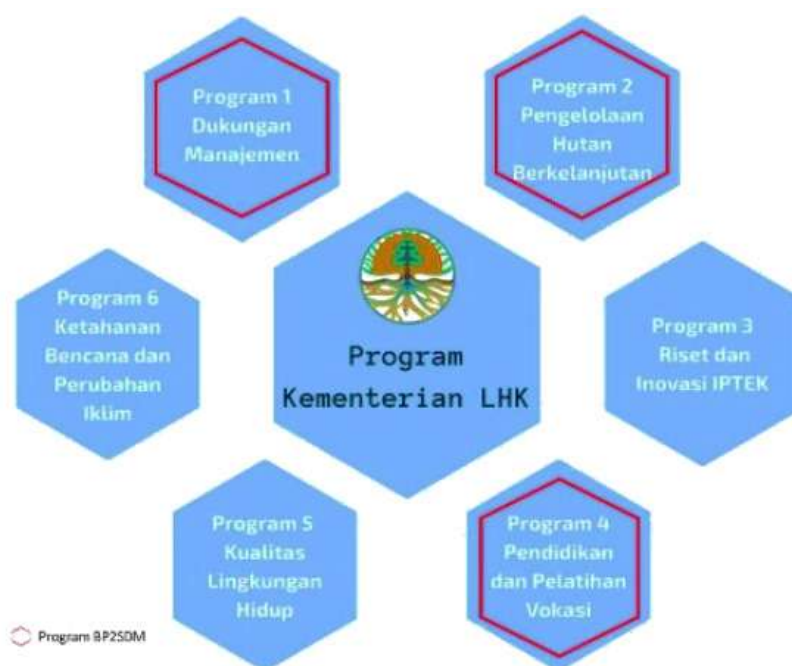 Program 1
Dukungan
Manajemen
Program 2
Pengelolaan
Hutan
Berkelanjutan
Program 6
Ketahanan
Bencana dan
Perubahan
Iklim
Program
Kementerian LHK
Program 3
Riset dan
Inovasi IPTEK
Program 5
Kualitas
Lingkungan
Hidup
Program 4
Pendidikan
dan Pelatihan
Vokasi
Program BP2SDM